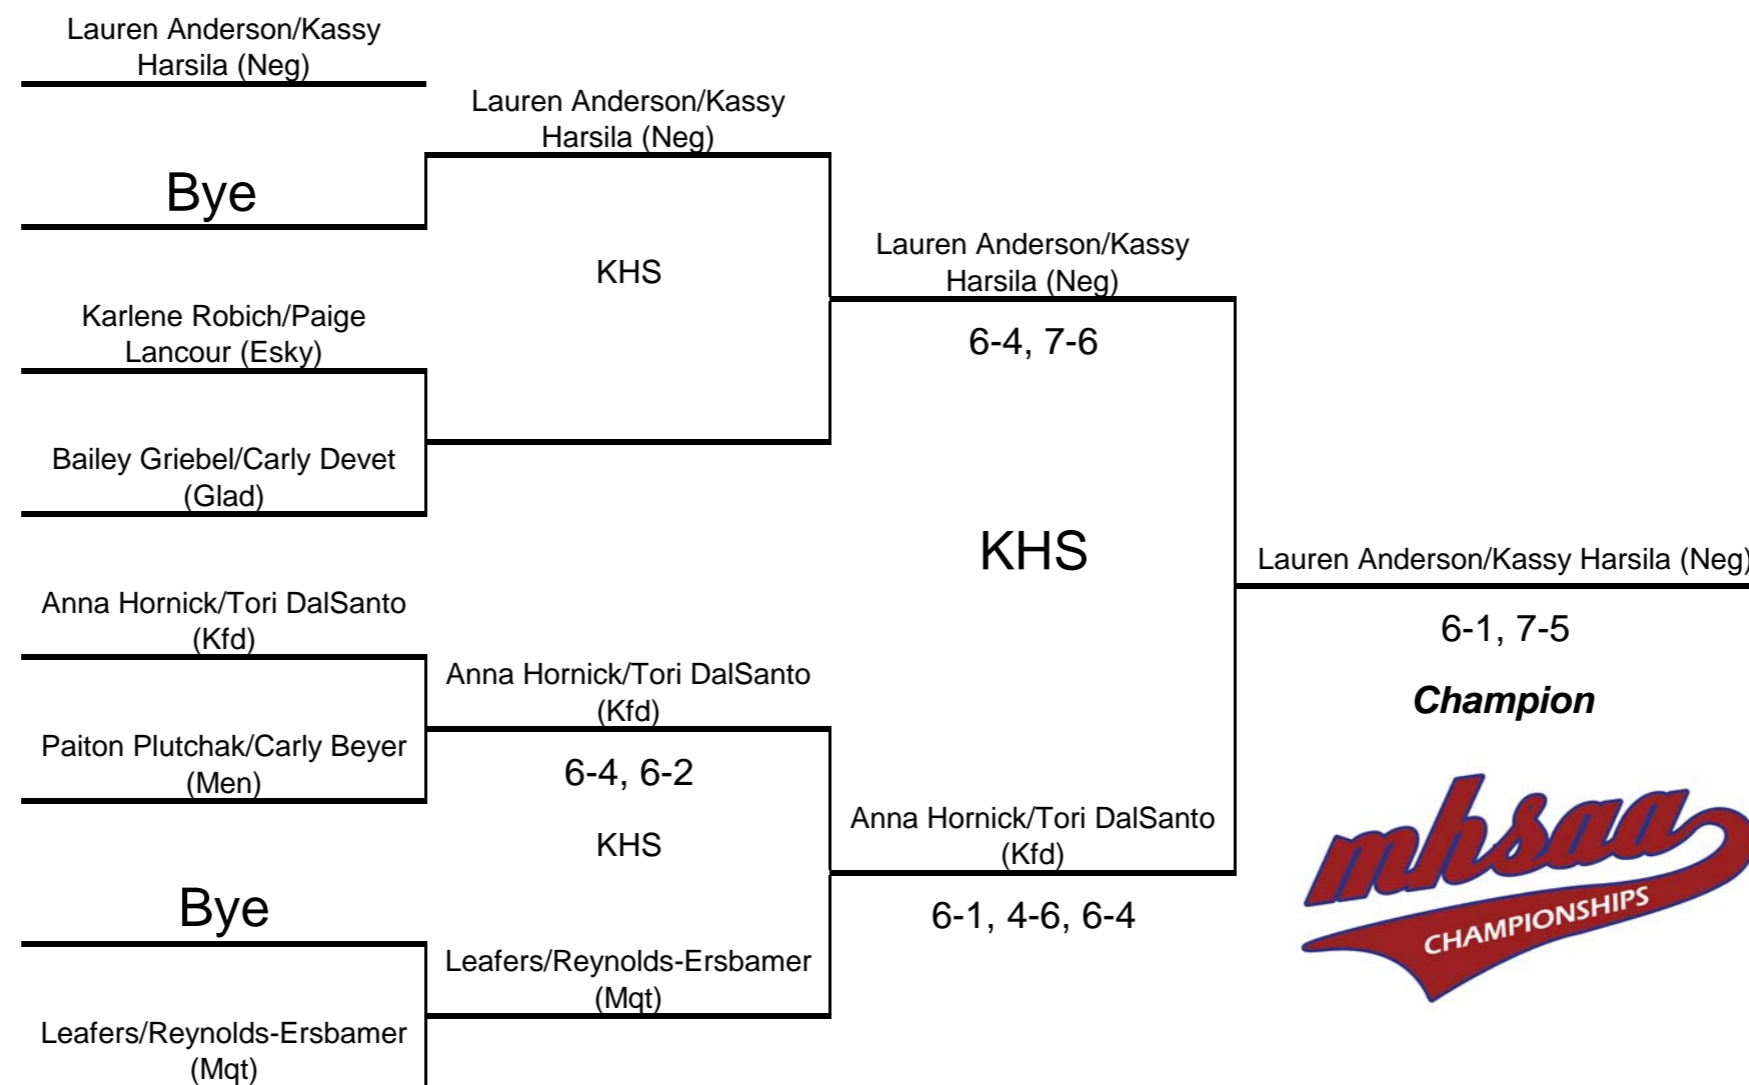 Lauren Anderson/Kassy
Harsila (Neg)
Bye
Karlene Robich/Paige
Lancour (Esky)
Bailey Griebel/Carly Devet
(Glad)
Anna Hornick/Tori DalSanto
(Kfd)
Paiton Plutchak/Carly Beyer
(Men)
Bye
Leafers/Reynolds-Ersbamer
(Mqt)
Lauren Anderson/Kassy
Harsila (Neg)
KHS
Anna Hornick/Tori DalSanto
(Kfd)
6-4, 6-2
KHS
Leafers/Reynolds-Ersbamer
(Mqt)
Lauren Anderson/Kassy
Harsila (Neg)
6-4, 7-6
KHS
Anna Hornick/Tori DalSanto
(Kfd)
6-1, 4-6, 6-4
Lauren Anderson/Kassy Harsila (Neg)
6-1, 7-5
Champion
mhsaa
CHAMPIONSHIPS